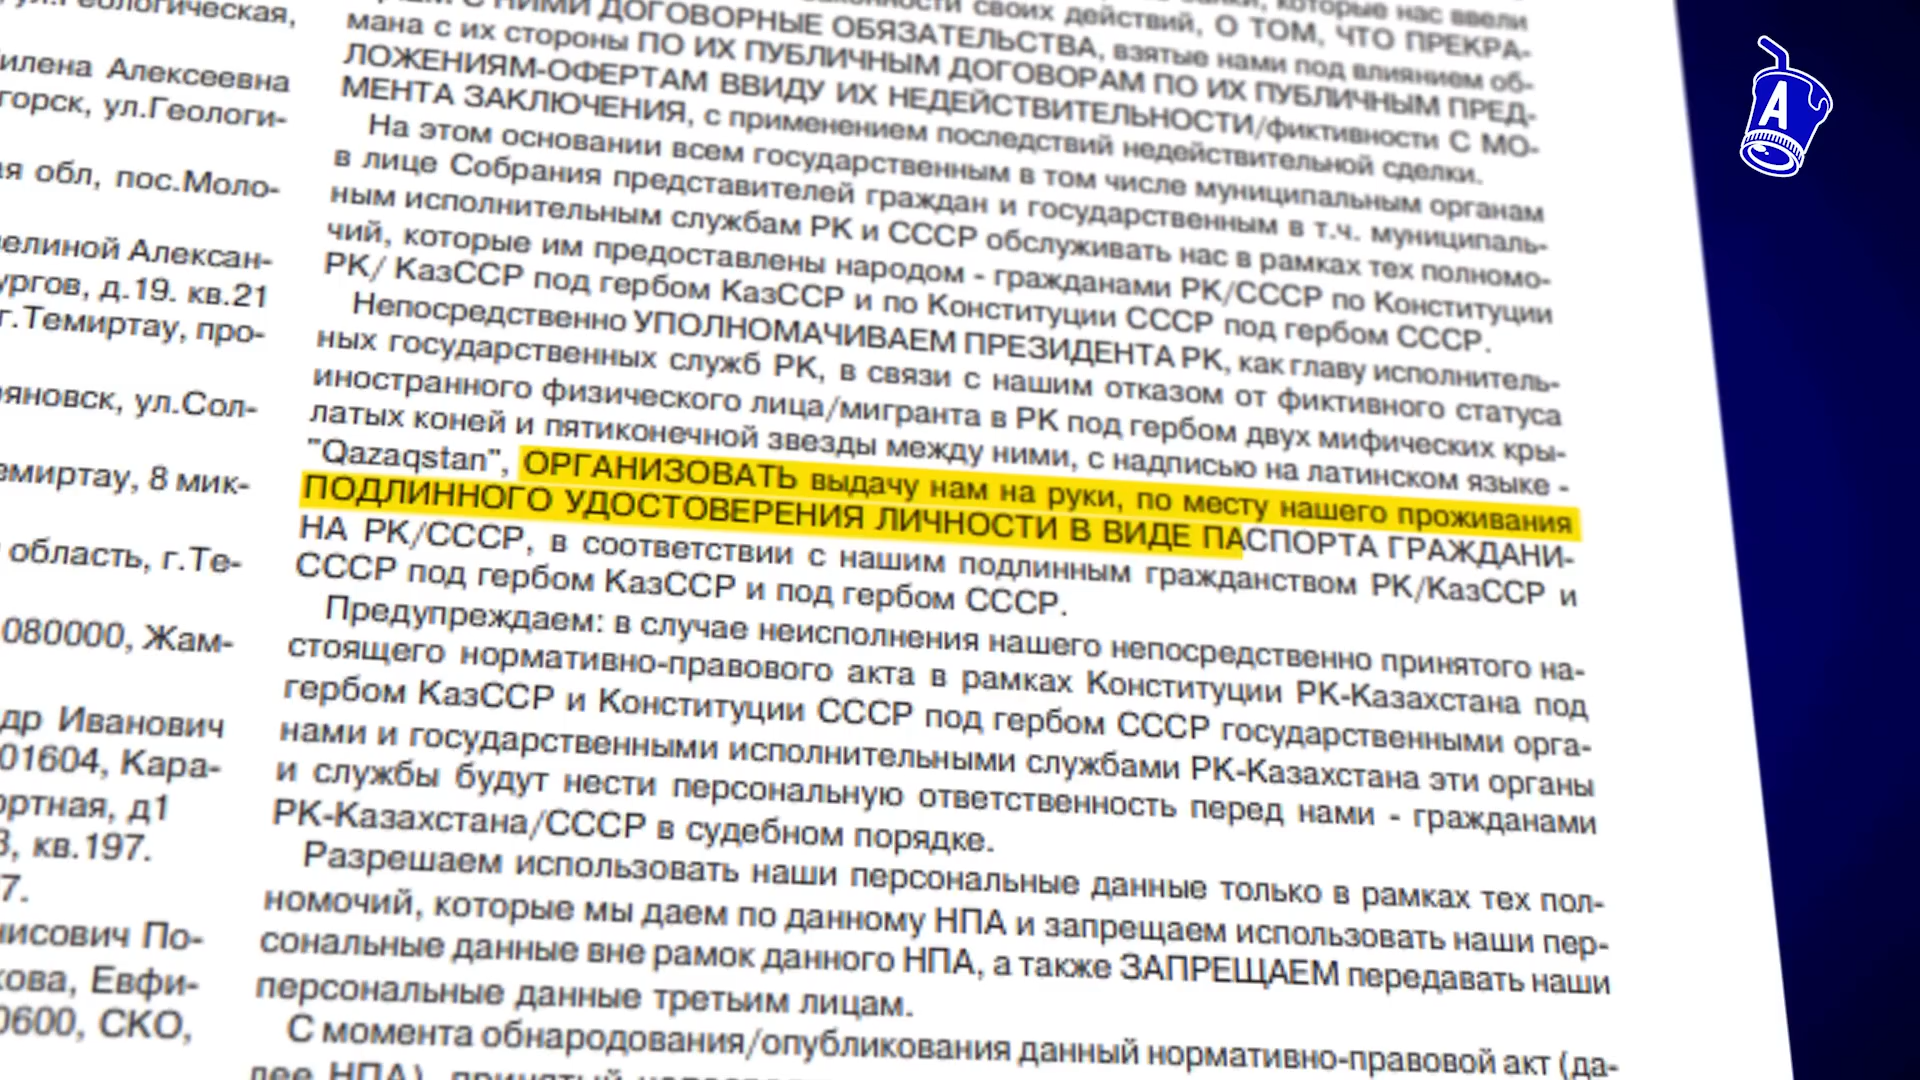 ул.Геологическая,
илена Алексеевна
горск, ул.Геологи-
ая обл, пос.Моло-
елиной Алексан-
ургов, д.19. кв.21
г.Темиртау, про-
ряновск, ул.Сол-
емиртау, 8 мик-
область, г.Те-
080000, Жам-
др Иванович
01604, Кара-
ортная, д1
3, кв.197.
7.
нисович По-
кова, Евфи-
0600, СКО,
своих действий, О ТОМ, ЧТО ПРЕКРА-
С НИМИ ДОГОВОРНЫЕ ОБЯЗАТЕЛЬСТВА, взятые нами под влиянием об-
мана с их стороны ПО ИХ ПУБЛИЧНЫМ ДОГОВОРАМ ПО ИХ ПУБЛИЧНЫМ ПРЕД-
ЛОЖЕНИЯМ-ОФЕРТАМ ВВИДУ ИХ НЕДЕЙСТВИТЕЛЬНОСТИ/фиктивности С МО-
МЕНТА ЗАКЛЮЧЕНИЯ, с применением последствий недействительной сделки.
На этом основании всем государственным в том числе муниципальным органам
в лице Собрания представителей граждан и государственным в т.ч. муниципаль-
ным исполнительным службам РК и СССР обслуживать нас в рамках тех полномо-
чий, которые им предоставлены народом - гражданами РК/СССР по Конституции
РК/ КазССР под гербом КазССР и по Конституции СССР под гербом СССР.
Непосредственно УПОЛНОМАЧИВАЕМ ПРЕЗИДЕНТА РК, как главу исполнитель-
ных государственных служб РК, в связи с нашим отказом от фиктивного статуса
иностранного физического лица/мигранта в РК под гербом двух мифических кры-
латых коней и пятиконечной звезды между ними, с надписью на латинском языке -
"Qazaqstan", ОРГАНИЗОВАТЬ выдачу нам на руки, по месту нашего проживания
ПОДЛИННОГО УДОСТОВЕРЕНИЯ ЛИЧНОСТИ В ВИДЕ ПАСПОРТА ГРАЖДАНИ-
НА РК/СССР, в соответствии с нашим подлинным гражданством РК/КазССР и
СССР под гербом КазССР и под гербом СССР.
Предупреждаем: в случае неисполнения нашего непосредственно принятого на-
стоящего нормативно-правового акта в рамках Конституции РК-Казахстана под
гербом КазССР и Конституции СССР под гербом СССР государственными орга-
нами и государственными исполнительными службами РК-Казахстана эти органы
и службы будут нести персональную ответственность перед нами - гражданами
РК-Казахстана/СССР в судебном порядке.
Разрешаем использовать наши персональные данные только в рамках тех пол-
номочий, которые мы даем по данному НПА и запрещаем использовать наши пер-
сональные данные вне рамок данного НПА, а также ЗАПРЕЩАЕМ передавать наши
персональные данные третьим лицам.
С момента обнародования/опубликования данный нормативно-правовой акт (да-
A